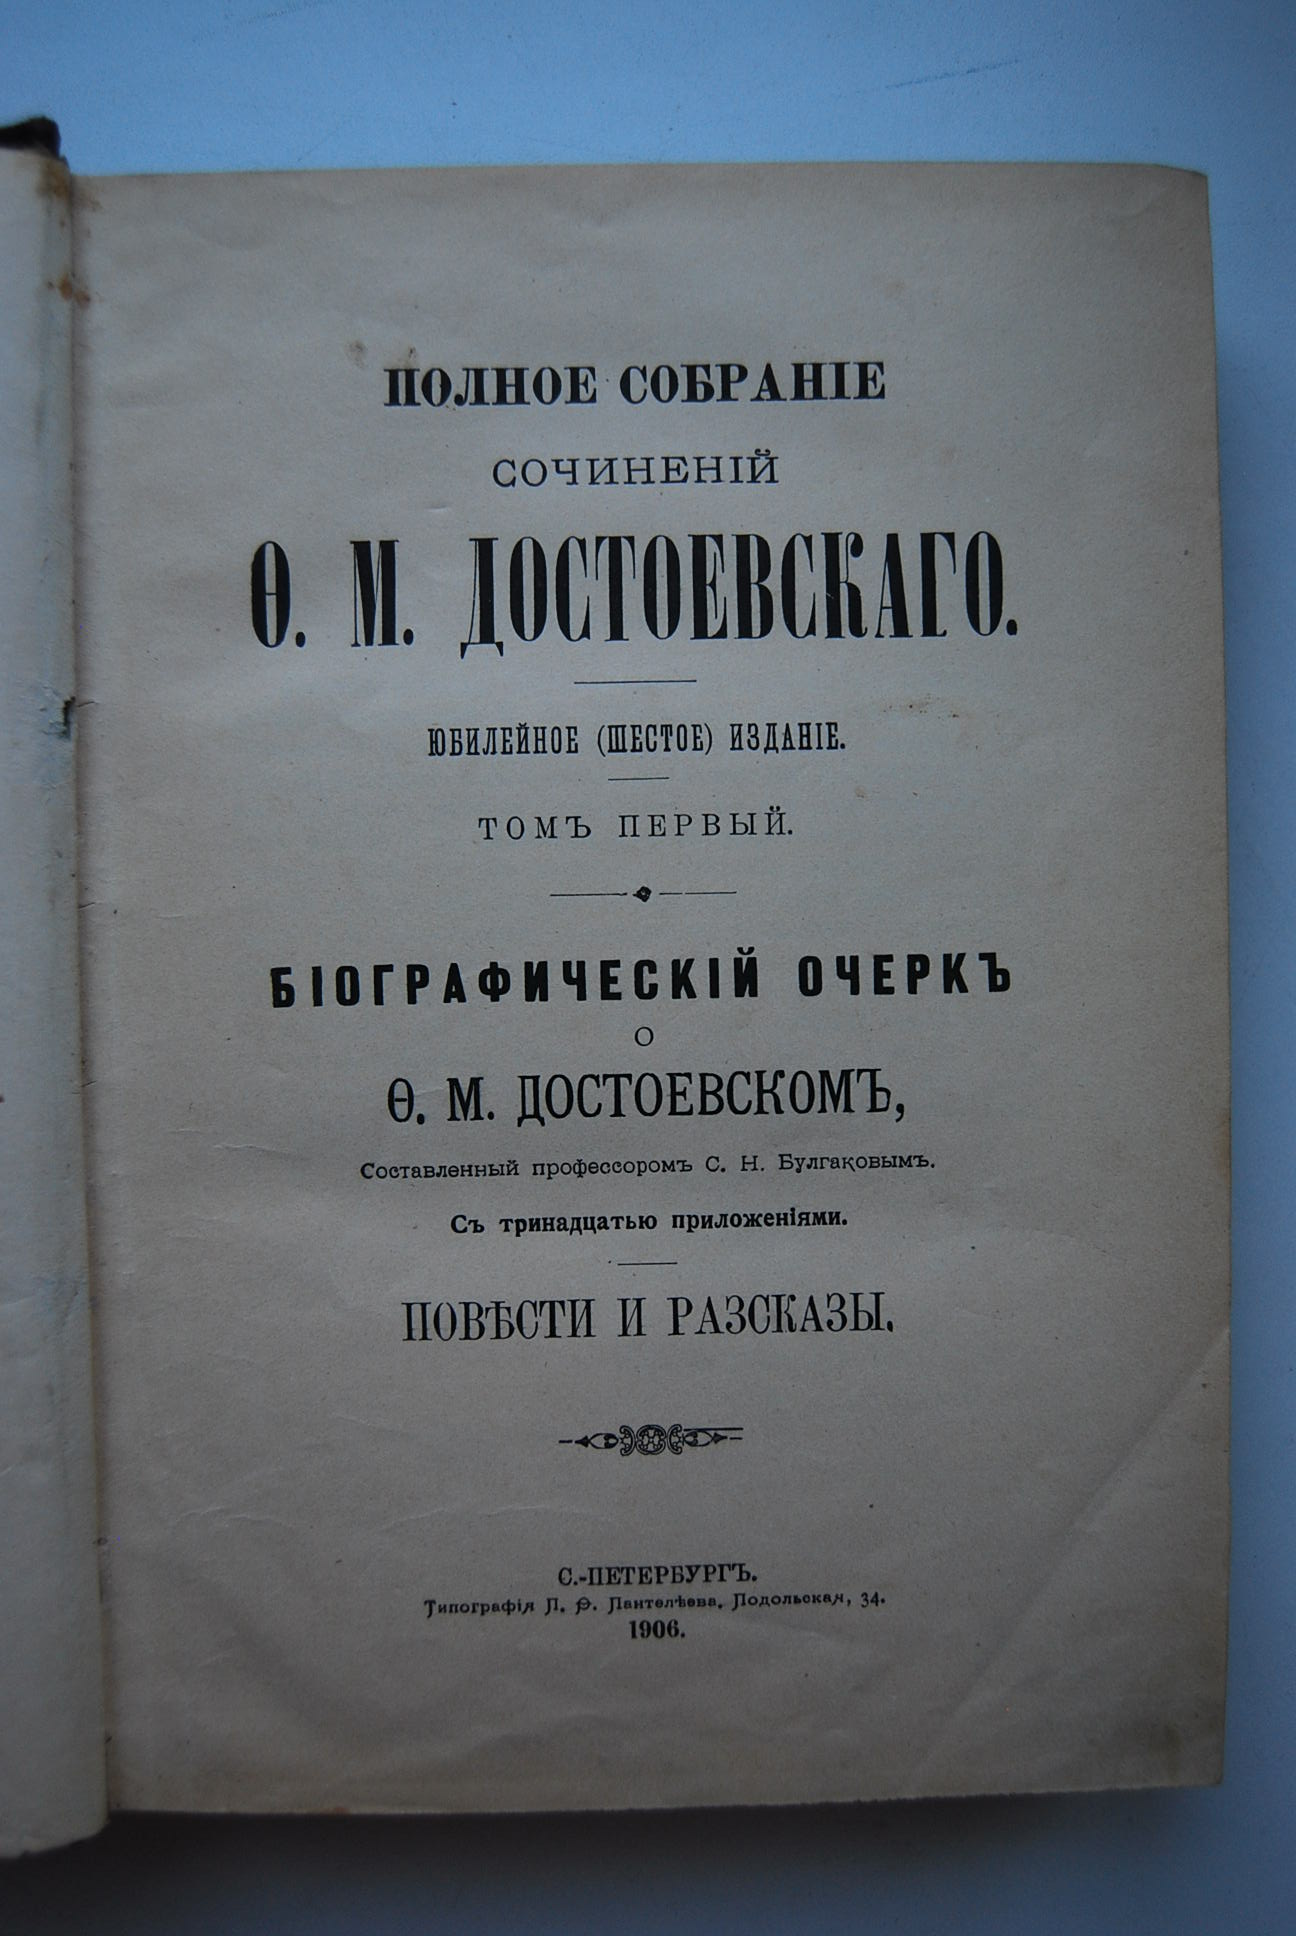 ПОЛНОЕ СОБРАНІЕ
СОЧИНЕНІЙ
Ѳ. М. ДОСТОЕВСКАГО.
ЮБИЛЕЙНОЕ (ШЕСТОЕ) ИЗДАНІЕ.
ТОМЪ ПЕРВЫЙ.
БІОГРАФИЧЕСКІЙ ОЧЕРКЪ
О
Ѳ. М. ДОСТОЕВСКОМЪ,
Составленный профессоромъ С. Н. Булгаковымъ.
Съ тринадцатью приложеніями.
ПОВѢСТИ И РАЗСКАЗЫ.
С.-ПЕТЕРБУРГЪ.
Типографія П. Ѳ. Пантелѣева, Подольская, 34.
1906.